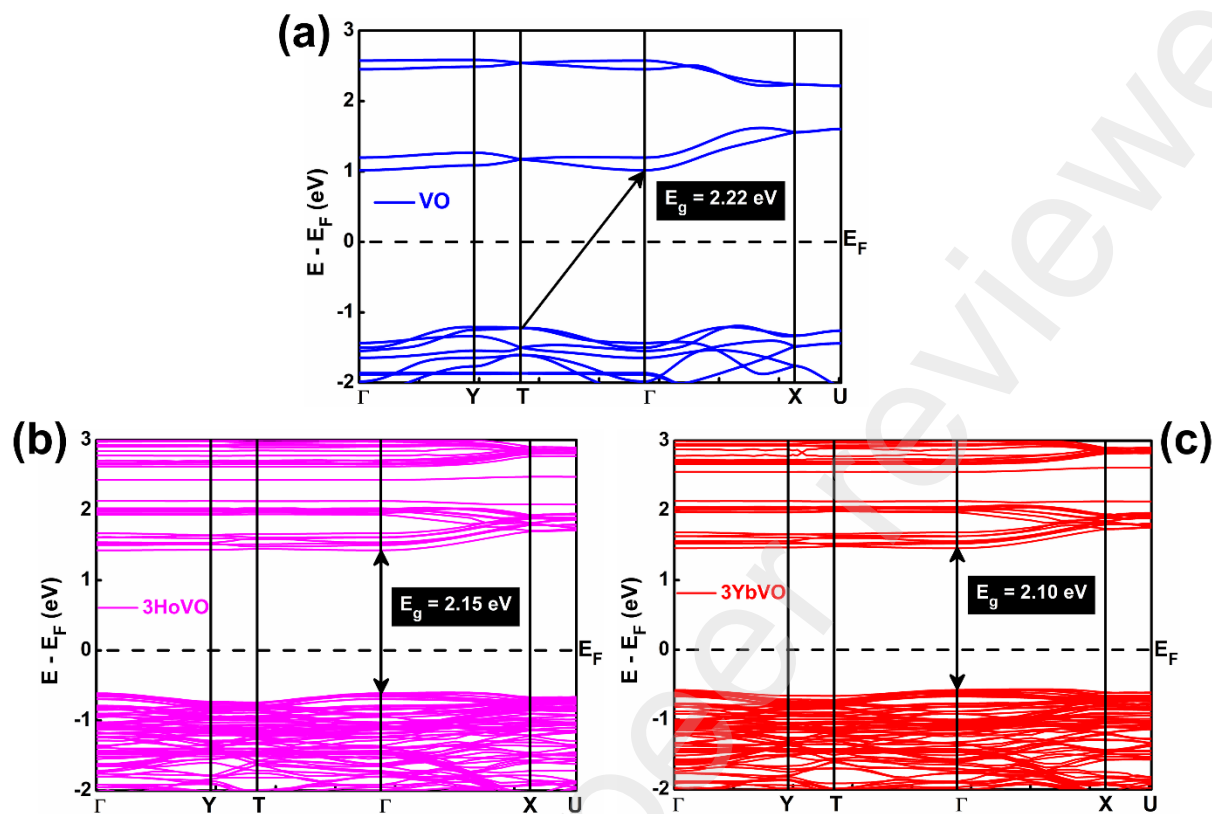 (a)
3
2
1
0
-1
-2
E - E_F (eV)
VO
E_g = 2.22 eV
E_F
Γ Y T Γ X U
(b)
3
2
1
0
-1
-2
E - E_F (eV)
3HoVO
E_g = 2.15 eV
E_F
Γ Y T Γ X U
(c)
3
2
1
0
-1
-2
E - E_F (eV)
3YbVO
E_g = 2.10 eV
E_F
Γ Y T Γ X U
peer reviewe